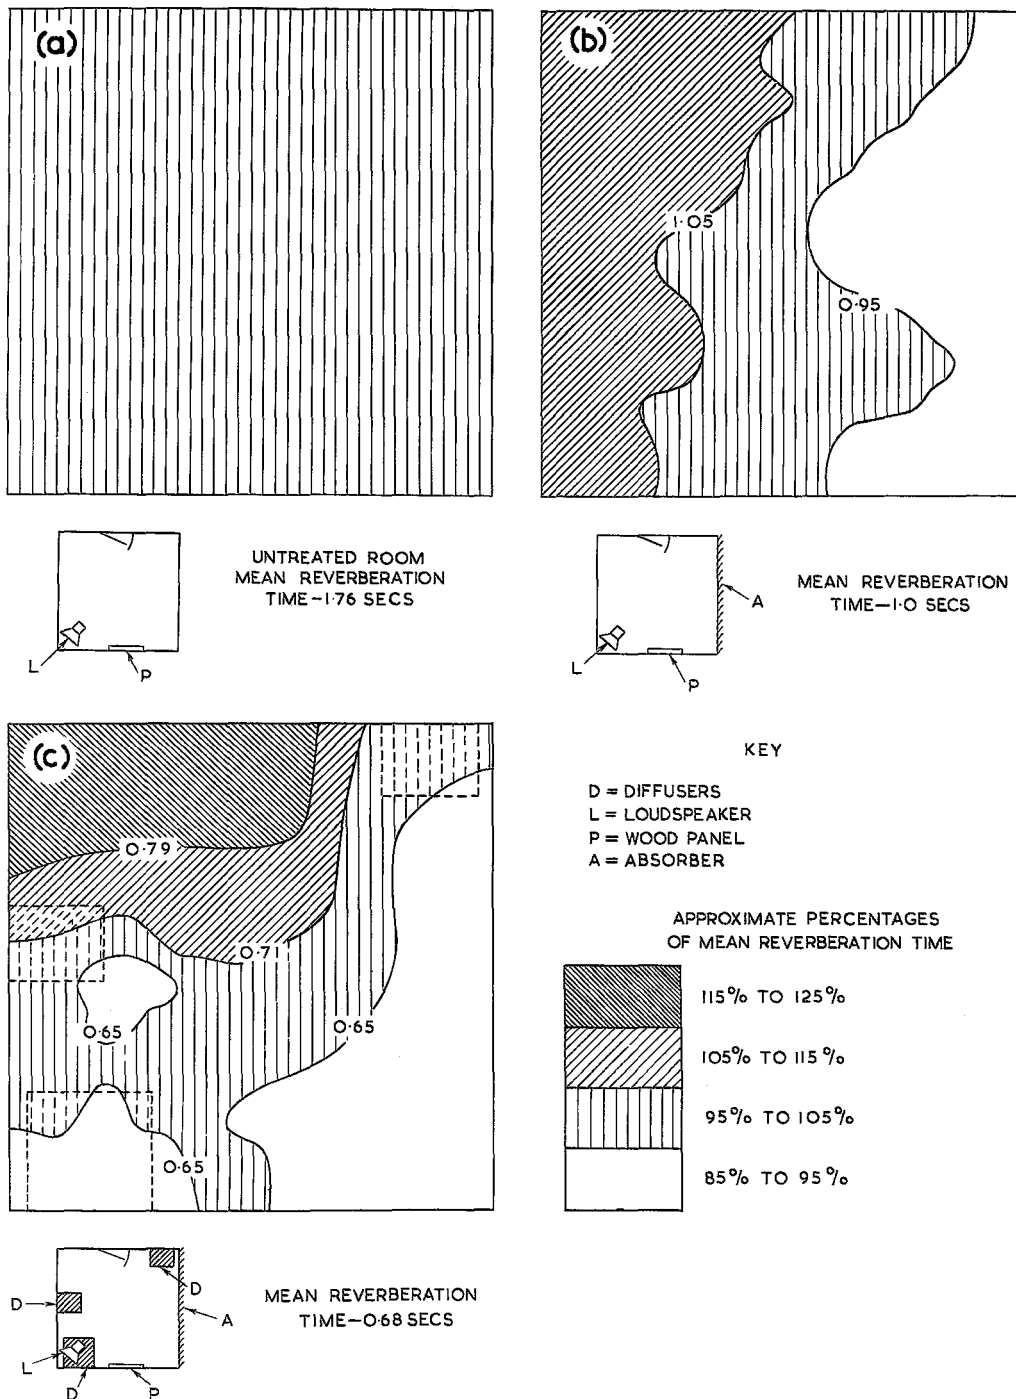 (a)
(b)
1·05
0·95
UNTREATED ROOM
MEAN REVERBERATION
TIME–1·76 SECS
L
P
MEAN REVERBERATION
TIME–1·0 SECS
A
L
P
(c)
0·79
0·7
0·65
0·65
0·65
KEY
D = DIFFUSERS
L = LOUDSPEAKER
P = WOOD PANEL
A = ABSORBER
APPROXIMATE PERCENTAGES
OF MEAN REVERBERATION TIME
115% TO 125%
105% TO 115%
95% TO 105%
85% TO 95%
D
D
A
L
D
P
MEAN REVERBERATION
TIME–0·68 SECS